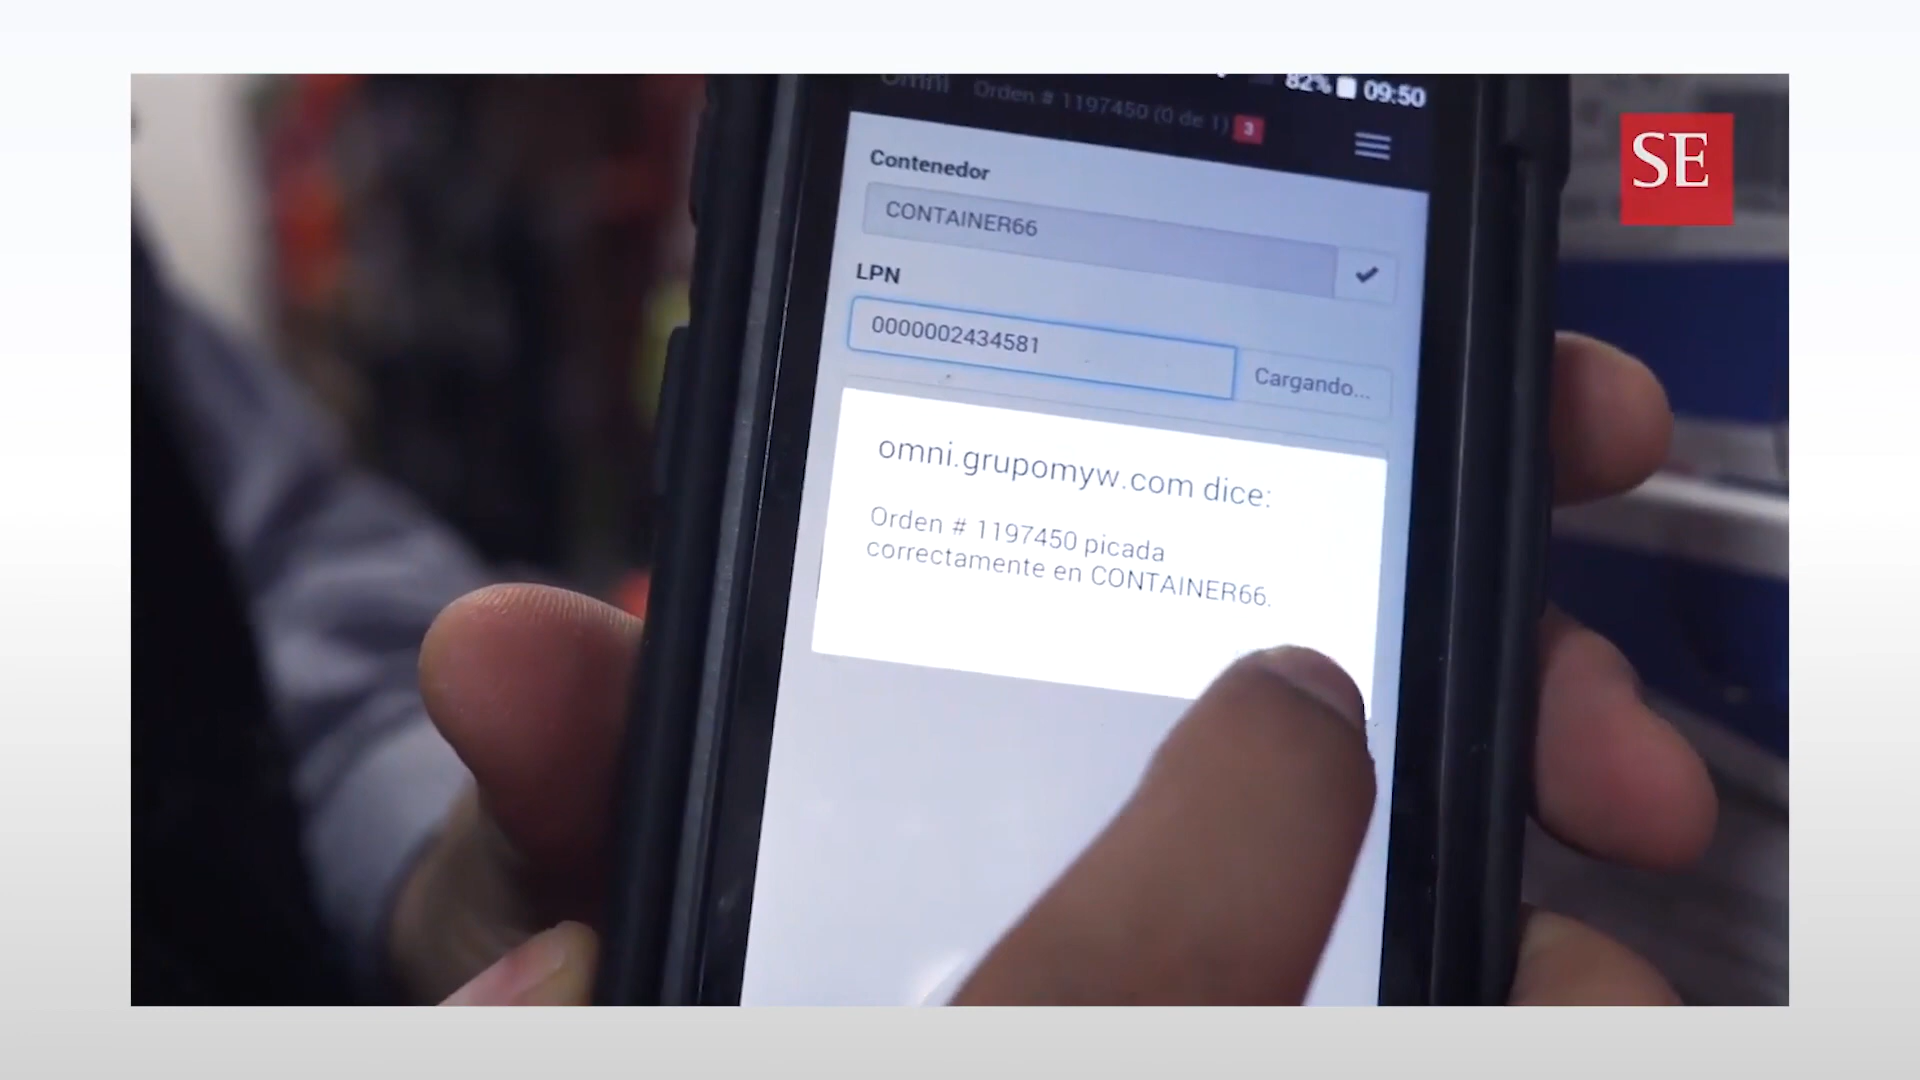 82% 09:50
Omni Orden # 1197450 (0 de 1) 3
SE
Contenedor
CONTAINER66
LPN
0000002434581
Cargando...
omni.grupomyw.com dice:
Orden # 1197450 picada
correctamente en CONTAINER66.